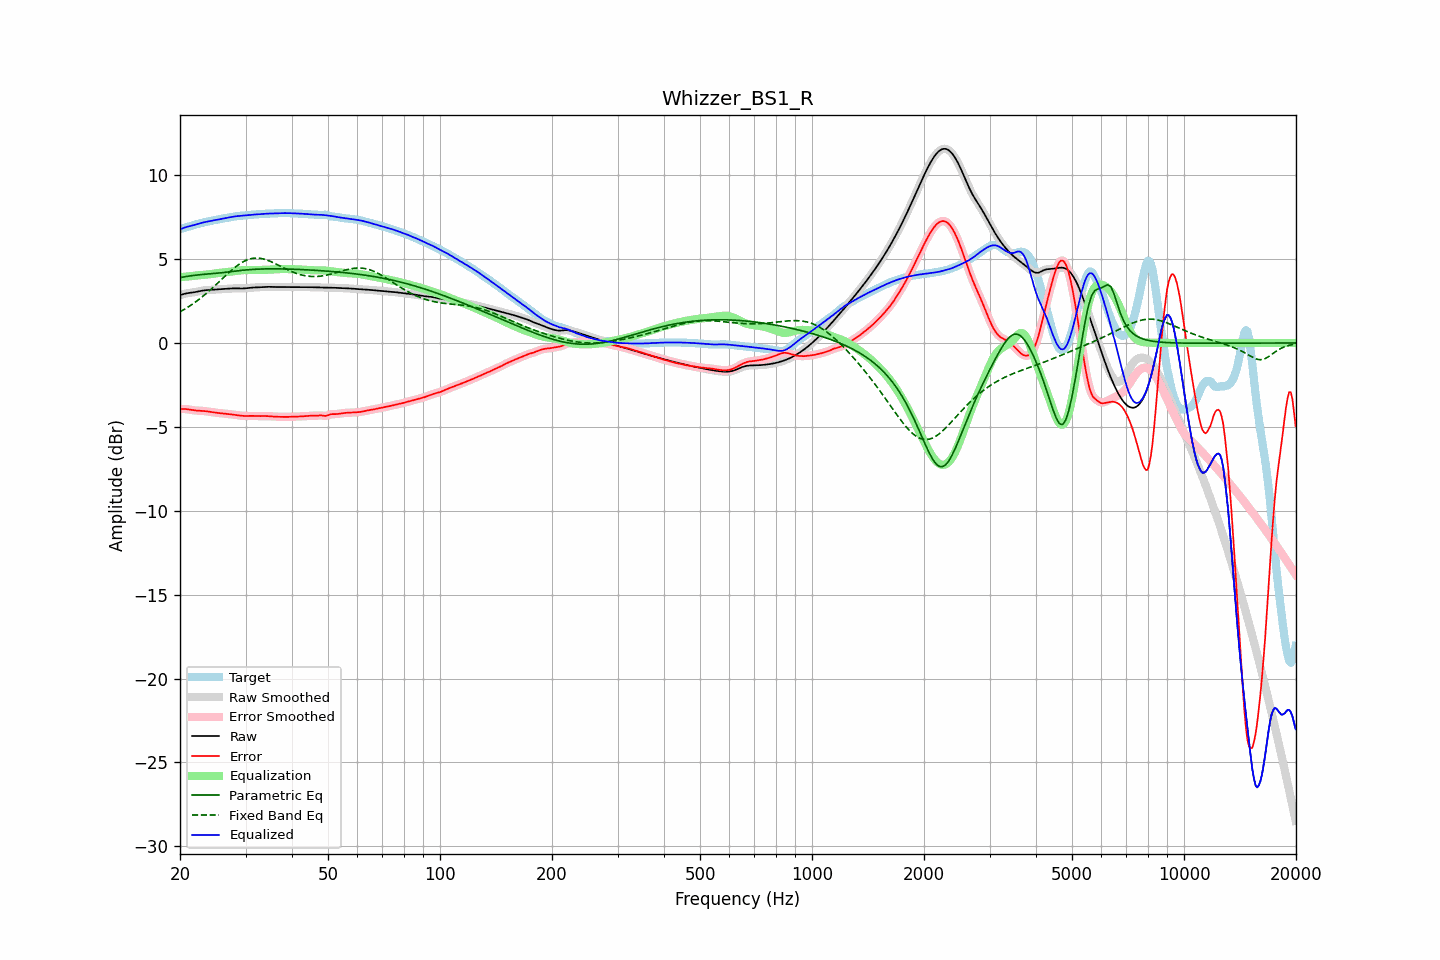 Whizzer_BS1_R
Amplitude (dBr)
10
5
0
−5
−10
−15
−20
−25
−30
Target
Raw Smoothed
Error Smoothed
Raw
Error
Equalization
Parametric Eq
Fixed Band Eq
Equalized
20 50 100 200 500 1000 2000 5000 10000 20000
Frequency (Hz)